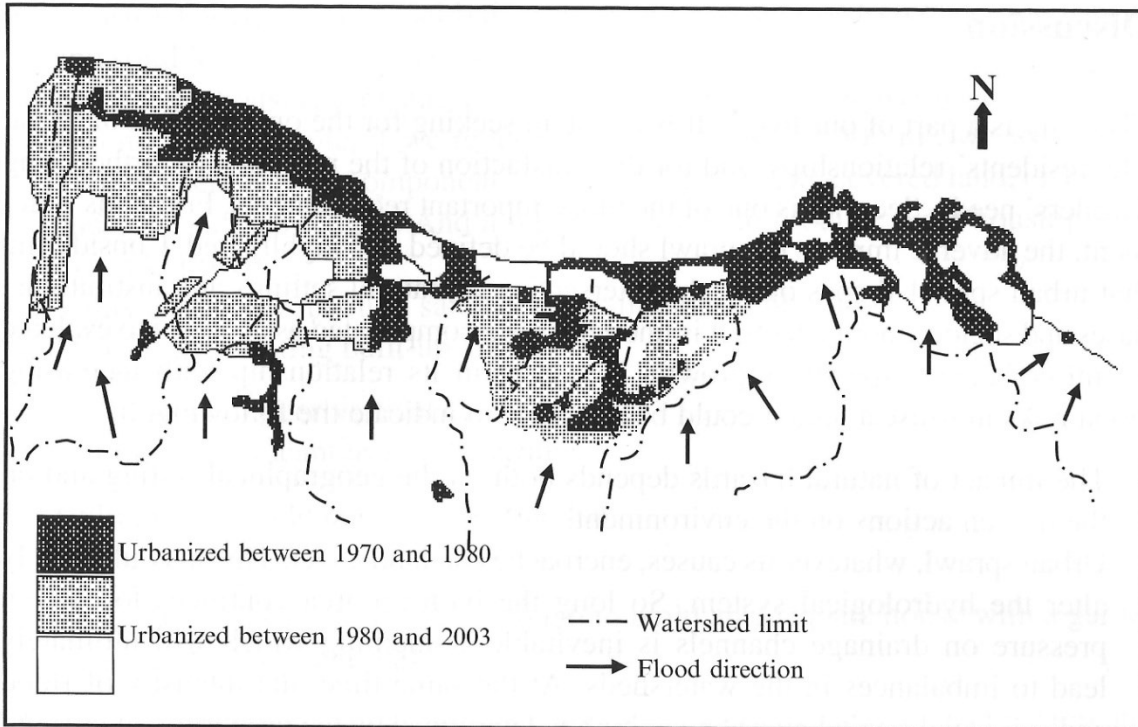 N
Urbanized between 1970 and 1980
Urbanized between 1980 and 2003
Watershed limit
Flood direction